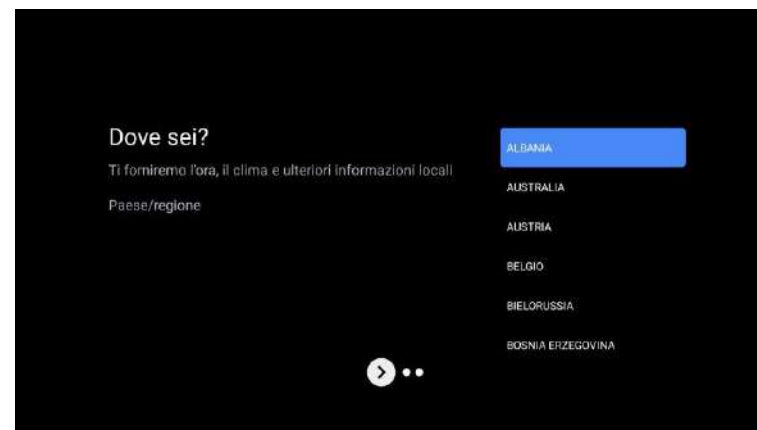 Dove sei?
Ti forniremo l'ora, il clima e ulteriori informazioni locali
Paese/regione
ALBANIA
AUSTRALIA
AUSTRIA
BELGIO
BIELORUSSIA
BOSNIA ERZEGOVINA